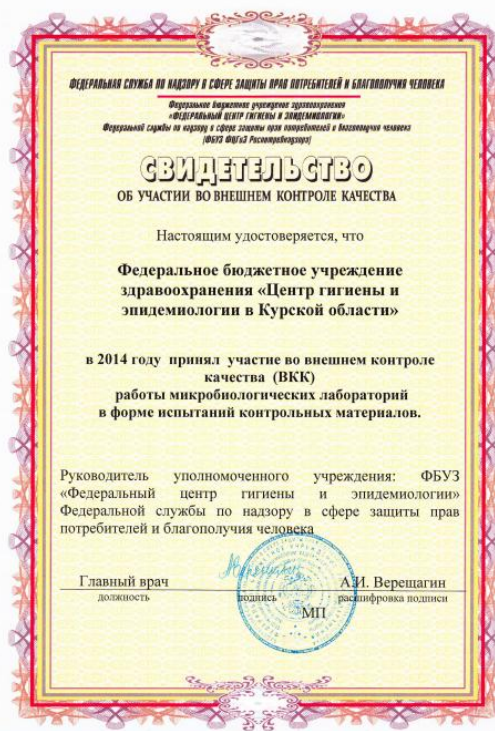 ФЕДЕРАЛЬНАЯ СЛУЖБА ПО НАДЗОРУ В СФЕРЕ ЗАЩИТЫ ПРАВ ПОТРЕБИТЕЛЕЙ И БЛАГОПОЛУЧИЯ ЧЕЛОВЕКА
Федеральное бюджетное учреждение здравоохранения
«ФЕДЕРАЛЬНЫЙ ЦЕНТР ГИГИЕНЫ И ЭПИДЕМИОЛОГИИ»
Федеральной службы по надзору в сфере защиты прав потребителей и благополучия человека
(ФБУЗ ФЦГиЭ Роспотребнадзора)
СВИДЕТЕЛЬСТВО
ОБ УЧАСТИИ ВО ВНЕШНЕМ КОНТРОЛЕ КАЧЕСТВА
Настоящим удостоверяется, что
Федеральное бюджетное учреждение
здравоохранения «Центр гигиены и
эпидемиологии в Курской области»
в 2014 году принял участие во внешнем контроле
качества (ВКК)
работы микробиологических лабораторий
в форме испытаний контрольных материалов.
Руководитель уполномоченного учреждения: ФБУЗ
«Федеральный центр гигиены и эпидемиологии»
Федеральной службы по надзору в сфере защиты прав
потребителей и благополучия человека
Главный врач А.И. Верещагин
должность подпись расшифровка подписи
МП